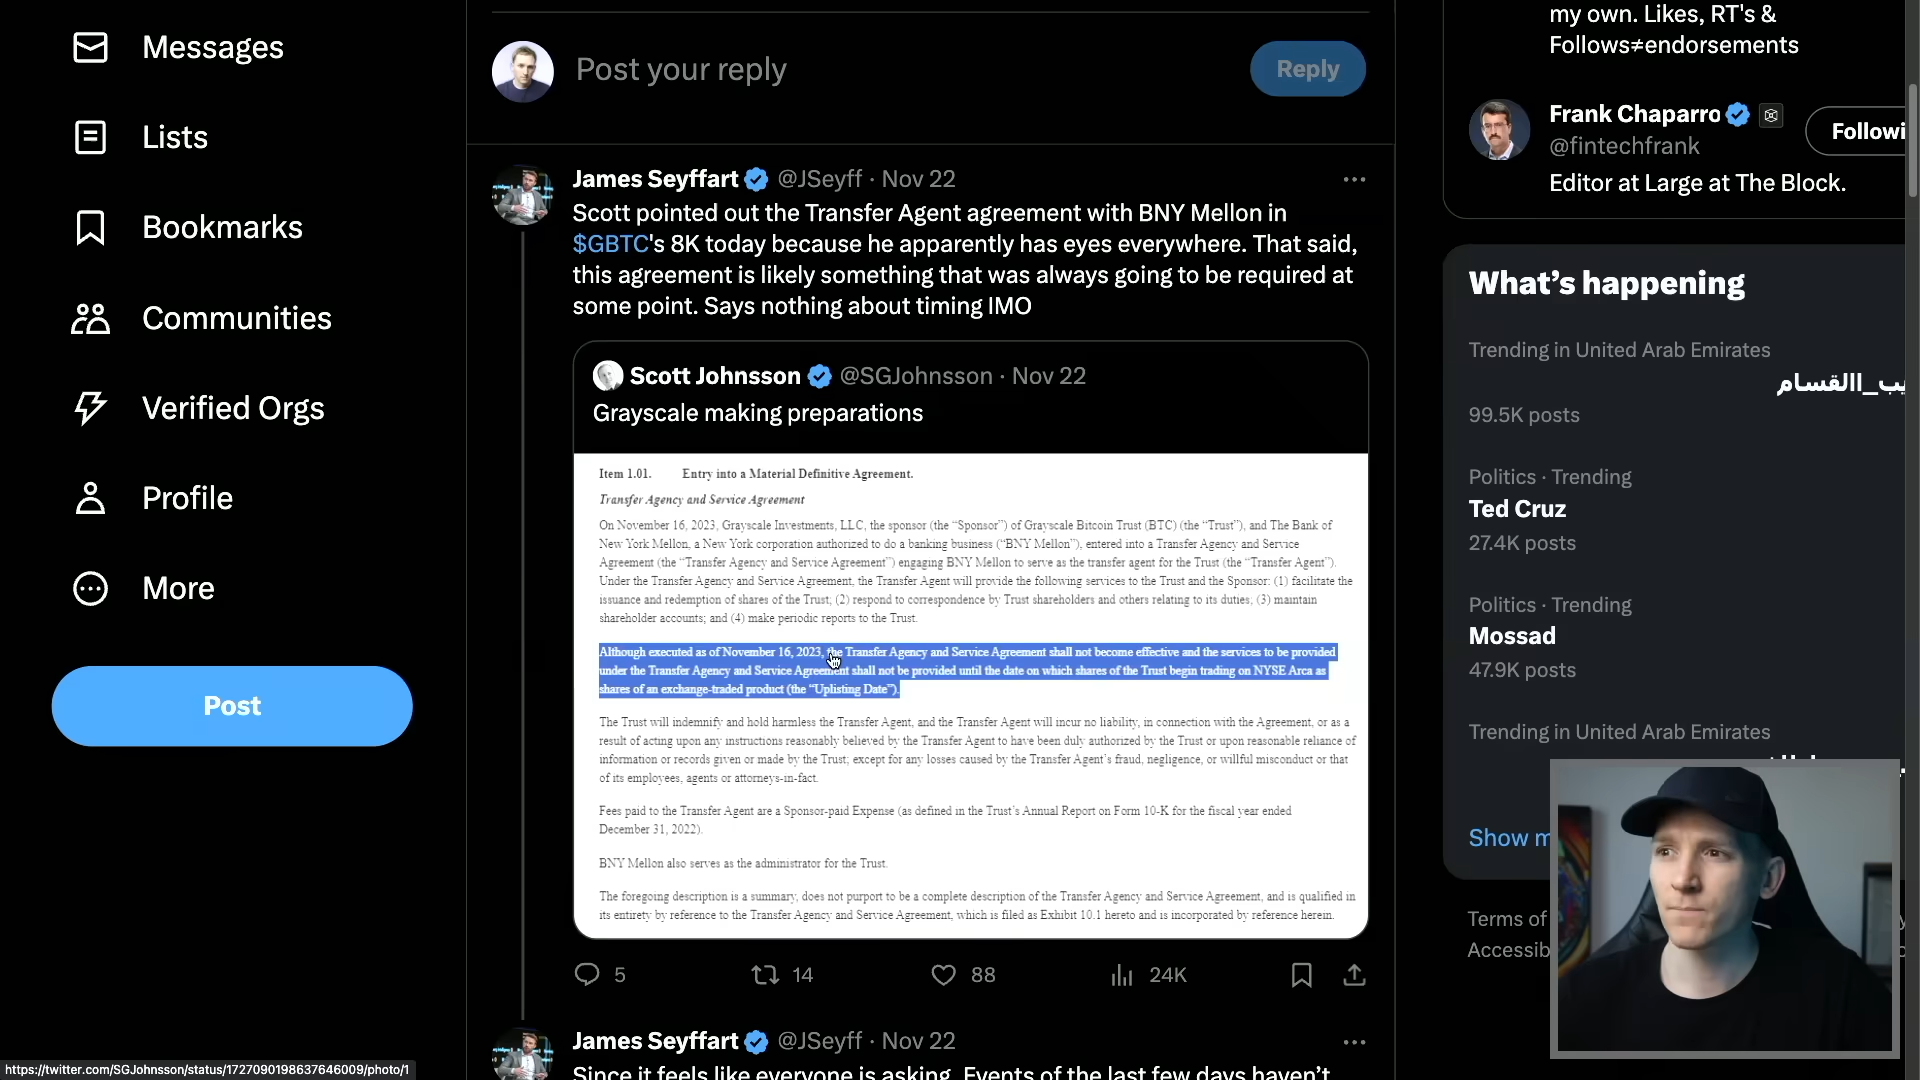 Messages
Lists
Bookmarks
Communities
Verified Orgs
Profile
More
Post
Post your reply
Reply
James Seyffart @JSeyff · Nov 22
Scott pointed out the Transfer Agent agreement with BNY Mellon in
$GBTC's 8K today because he apparently has eyes everywhere. That said,
this agreement is likely something that was always going to be required at
some point. Says nothing about timing IMO
Scott Johnsson @SGJohnsson · Nov 22
Grayscale making preparations
Item 1.01. Entry into a Material Definitive Agreement.
Transfer Agency and Service Agreement
On November 16, 2023, Grayscale Investments, LLC, the sponsor (the “Sponsor”) of Grayscale Bitcoin Trust (BTC) (the “Trust”), and The Bank of
New York Mellon, a New York corporation authorized to do a banking business (“BNY Mellon”), entered into a Transfer Agency and Service
Agreement (the “Transfer Agency and Service Agreement”) engaging BNY Mellon to serve as the transfer agent for the Trust (the “Transfer Agent”).
Under the Transfer Agency and Service Agreement, the Transfer Agent will provide the following services to the Trust and the Sponsor: (1) facilitate the
issuance and redemption of shares of the Trust; (2) respond to correspondence by Trust shareholders and others relating to its duties; (3) maintain
shareholder accounts; and (4) make periodic reports to the Trust.
Although executed as of November 16, 2023, the Transfer Agency and Service Agreement shall not become effective and the services to be provided
under the Transfer Agency and Service Agreement shall not be provided until the date on which shares of the Trust begin trading on NYSE Arca as
shares of an exchange-traded product (the “Uplisting Date”).
The Trust will indemnify and hold harmless the Transfer Agent, and the Transfer Agent will incur no liability, in connection with the Agreement, or as a
result of acting upon any instructions reasonably believed by the Transfer Agent to have been duly authorized by the Trust or upon reasonable reliance of
information or records given or made by the Trust; except for any losses caused by the Transfer Agent’s fraud, negligence, or willful misconduct or that
of its employees, agents or attorneys-in-fact.
Fees paid to the Transfer Agent are a Sponsor-paid Expense (as defined in the Trust’s Annual Report on Form 10-K for the fiscal year ended
December 31, 2022).
BNY Mellon also serves as the administrator for the Trust.
The foregoing description is a summary, does not purport to be a complete description of the Transfer Agency and Service Agreement, and is qualified in
its entirety by reference to the Transfer Agency and Service Agreement, which is filed as Exhibit 10.1 hereto and is incorporated by reference herein.
5 14 88 24K
James Seyffart @JSeyff · Nov 22
Since it feels like everyone is asking. Events of the last few days haven’t
my own. Likes, RT's &
Follows≠endorsements
Frank Chaparro
@fintechfrank
Followi
Editor at Large at The Block.
What’s happening
Trending in United Arab Emirates
يب_االقسام
99.5K posts
Politics · Trending
Ted Cruz
27.4K posts
Politics · Trending
Mossad
47.9K posts
Trending in United Arab Emirates
Show m
Terms of
Accessib
https://twitter.com/SGJohnsson/status/1727090198637646009/photo/1